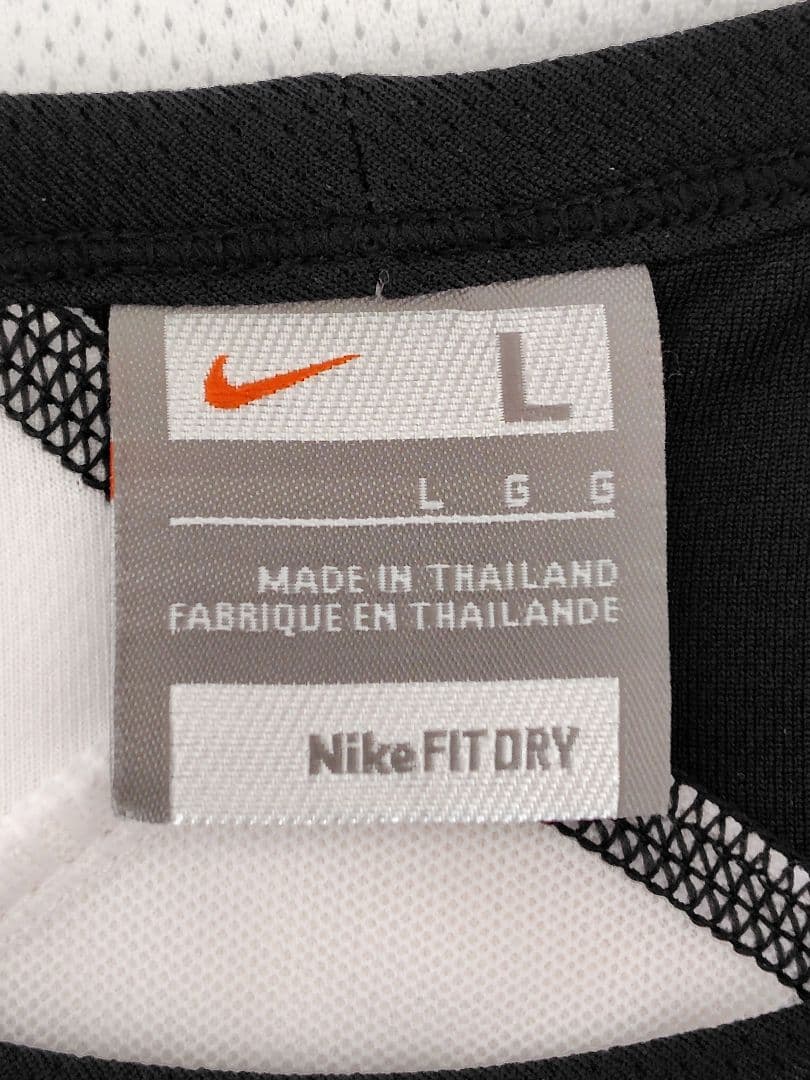 L
L G G
MADE IN THAILAND
FABRIQUE EN THAILANDE
Nike FIT DRY